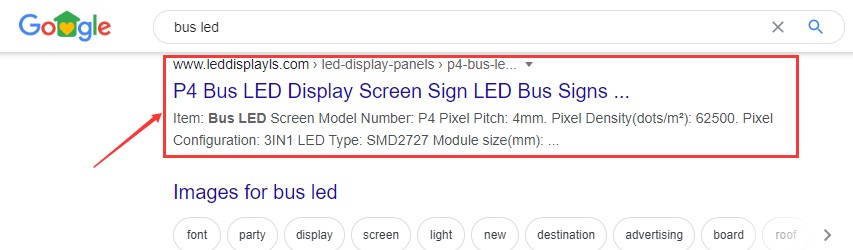 Google
bus led
www.leddisplayls.com › led-display-panels › p4-bus-le...
P4 Bus LED Display Screen Sign LED Bus Signs ...
Item: Bus LED Screen Model Number: P4 Pixel Pitch: 4mm. Pixel Density(dots/m²): 62500. Pixel
Configuration: 3IN1 LED Type: SMD2727 Module size(mm): ...
Images for bus led
font party display screen light new destination advertising board roof